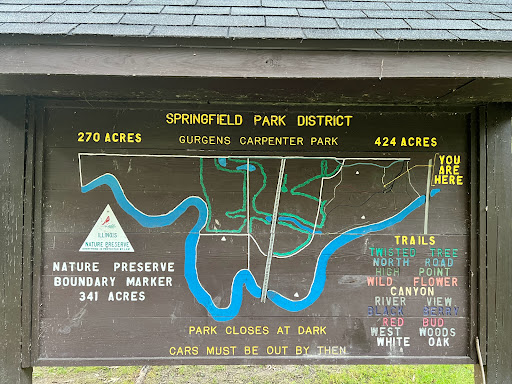 SPRINGFIELD PARK DISTRICT
270 ACRES
GURGENS CARPENTER PARK
424 ACRES
YOU
ARE
HERE
ILLINOIS
NATURE PRESERVE
NATURE PRESERVE
BOUNDARY MARKER
341 ACRES
TRAILS
TWISTED TREE
NORTH ROAD
HIGH POINT
WILD FLOWER
CANYON
RIVER VIEW
BLACK BERRY
RED BUD
WEST WOODS
WHITE OAK
PARK CLOSES AT DARK
CARS MUST BE OUT BY THEN